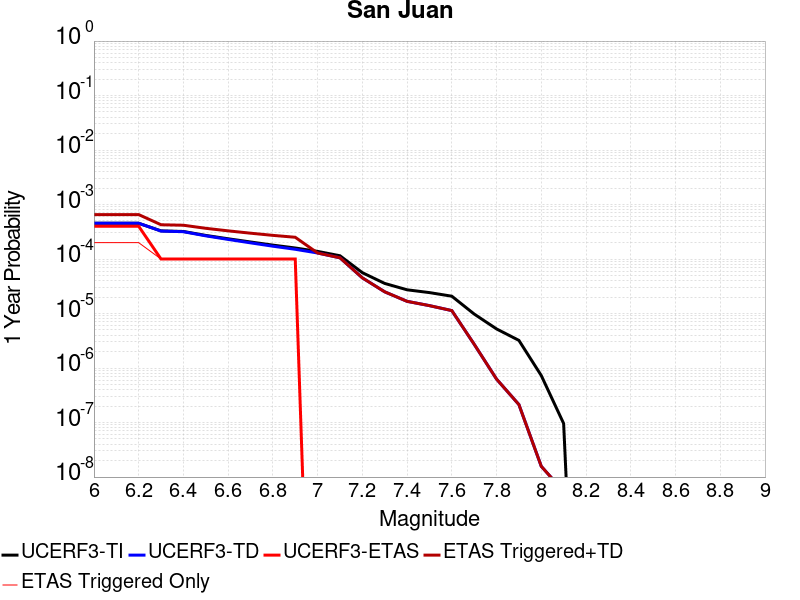 San Juan
1 Year Probability
10^0
10^-1
10^-2
10^-3
10^-4
10^-5
10^-6
10^-7
10^-8
6 6.2 6.4 6.6 6.8 7 7.2 7.4 7.6 7.8 8 8.2 8.4 8.6 8.8 9
Magnitude
UCERF3-TI UCERF3-TD UCERF3-ETAS ETAS Triggered+TD
ETAS Triggered Only